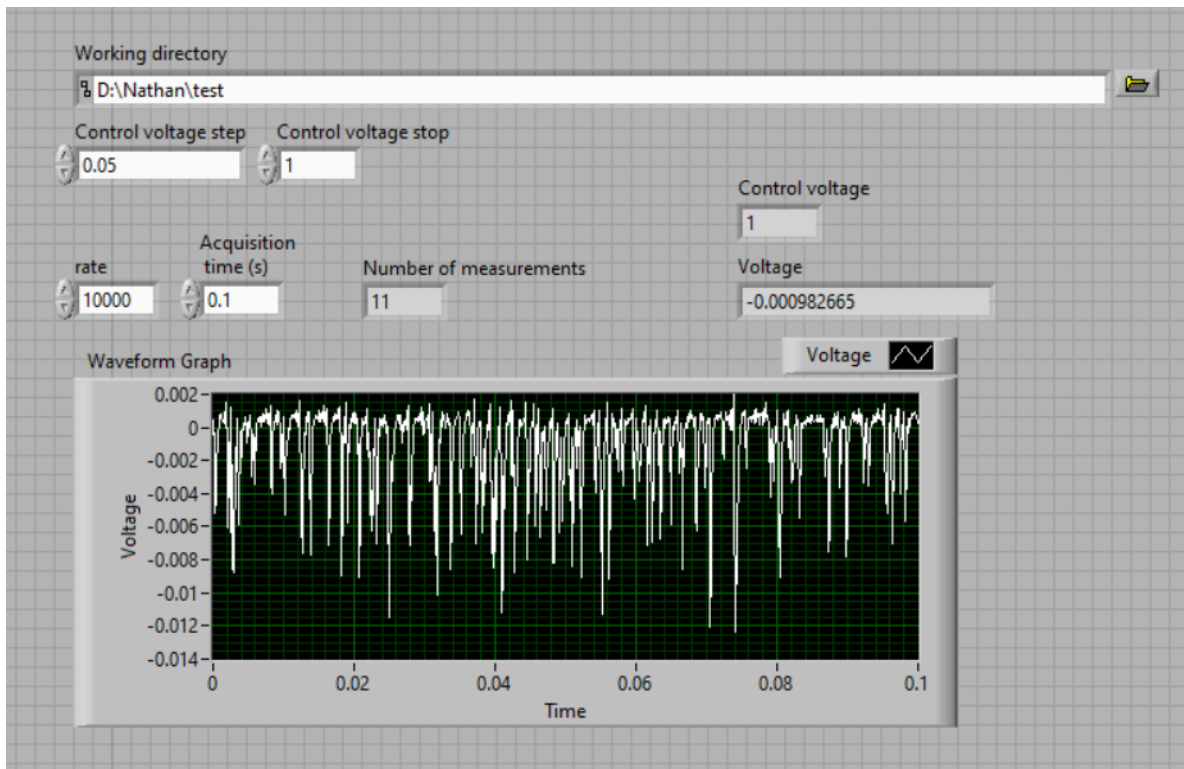 Working directory
D:\Nathan\test
Control voltage step Control voltage stop
0.05 1
Control voltage
1
Acquisition
rate time (s) Number of measurements Voltage
10000 0.1 11 -0.000982665
Waveform Graph Voltage
0.002
0
-0.002
-0.004
-0.006
-0.008
-0.01
-0.012
-0.014
Voltage
0 0.02 0.04 0.06 0.08 0.1
Time